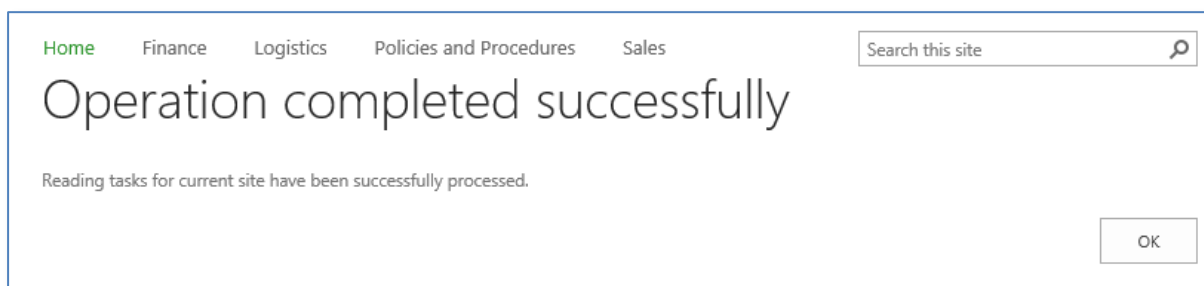 Home Finance Logistics Policies and Procedures Sales Search this site
Operation completed successfully
Reading tasks for current site have been successfully processed.
OK